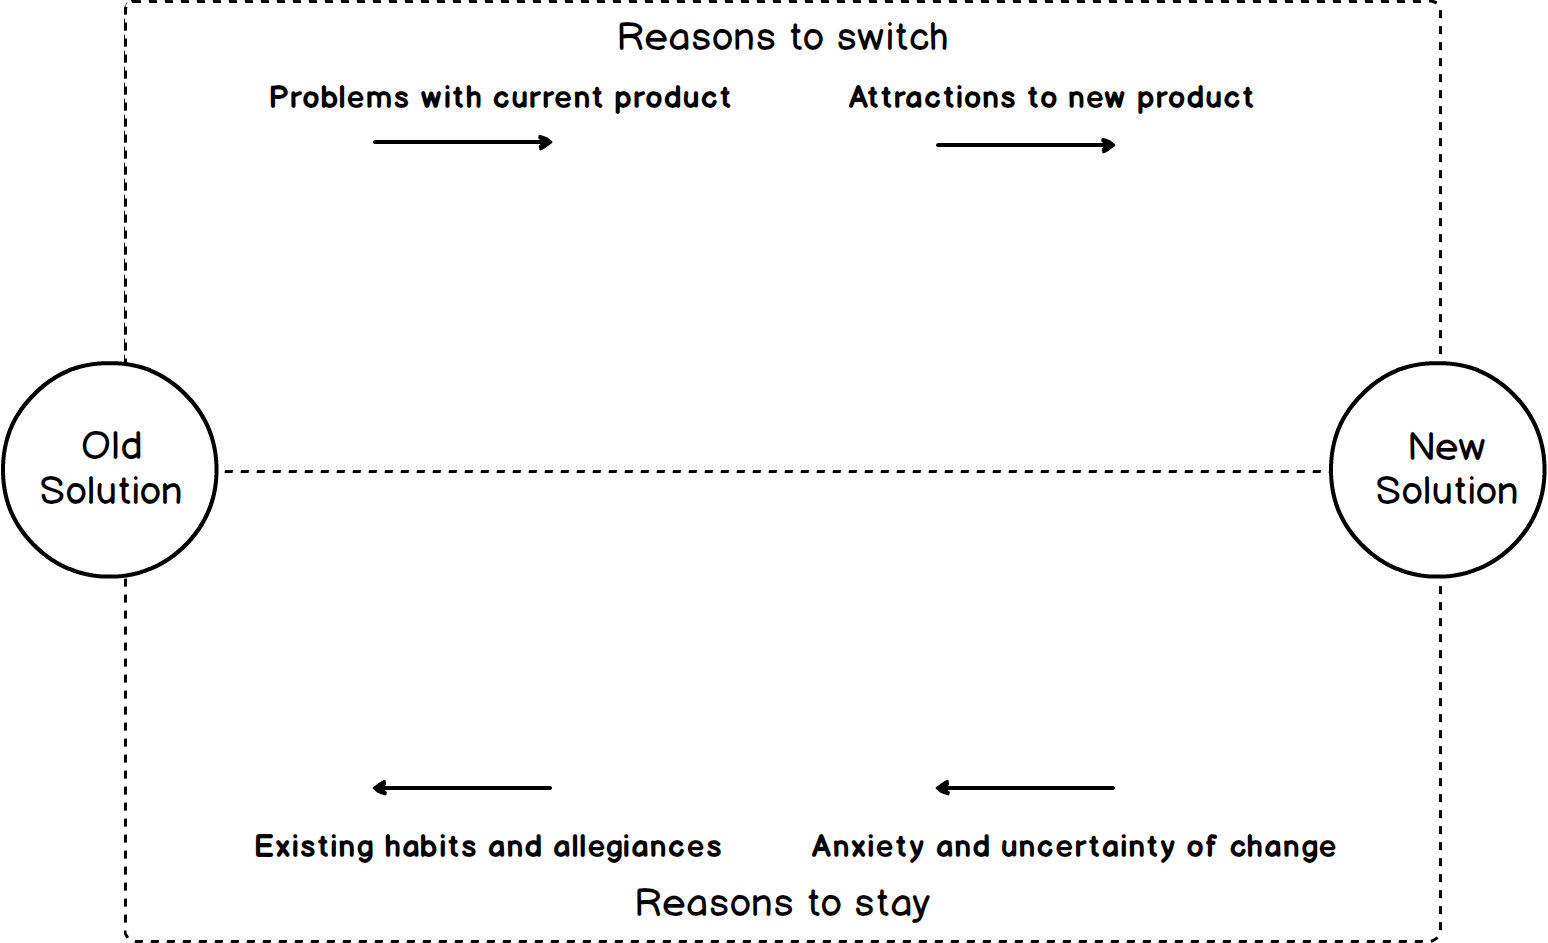 Reasons to switch
Problems with current product
Attractions to new product
Old
Solution
New
Solution
Existing habits and allegiances
Anxiety and uncertainty of change
Reasons to stay